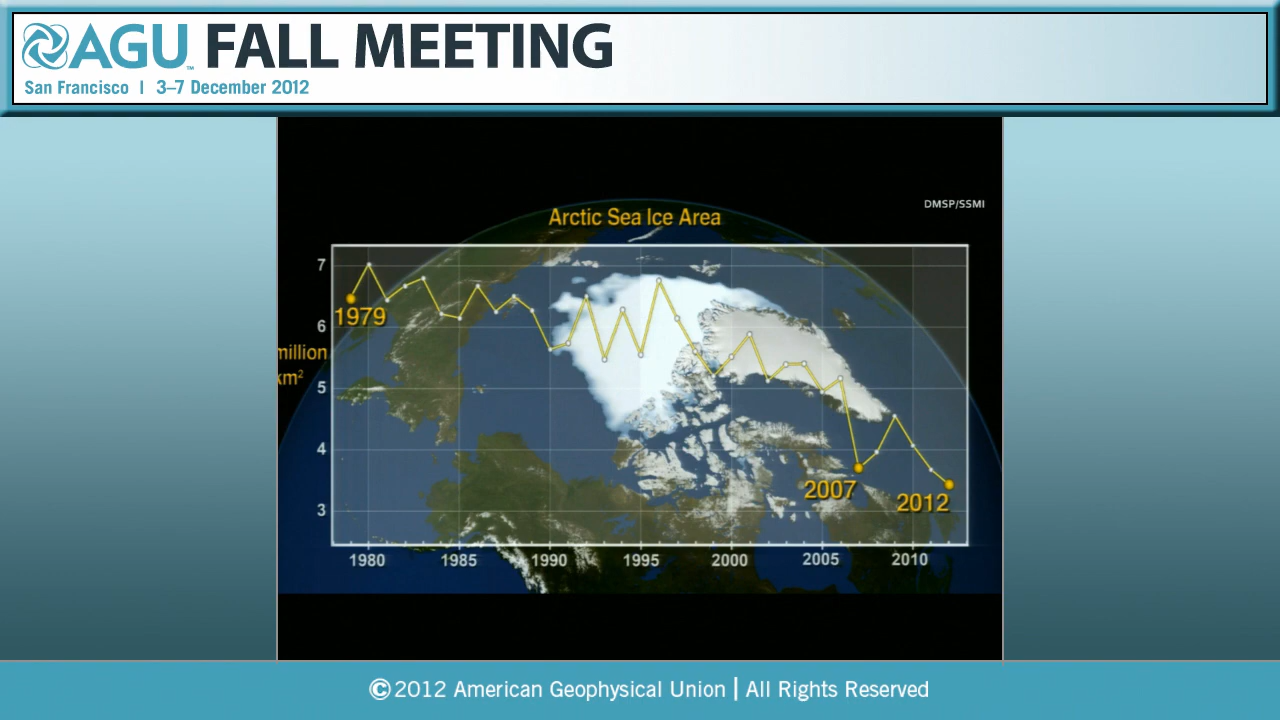 AGU™ FALL MEETING
San Francisco | 3–7 December 2012
DMSP/SSMI
Arctic Sea Ice Area
7
1979
6
million
km²
5
4
2007
2012
3
1980 1985 1990 1995 2000 2005 2010
©2012 American Geophysical Union | All Rights Reserved